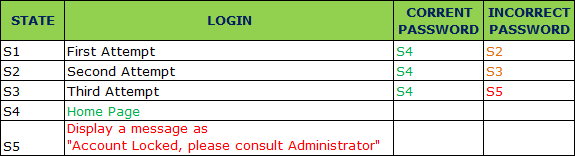 STATE LOGIN CORRENT PASSWORD INCORRECT PASSWORD
S1 First Attempt S4 S2
S2 Second Attempt S4 S3
S3 Third Attempt S4 S5
S4 Home Page
S5 Display a message as
"Account Locked, please consult Administrator"